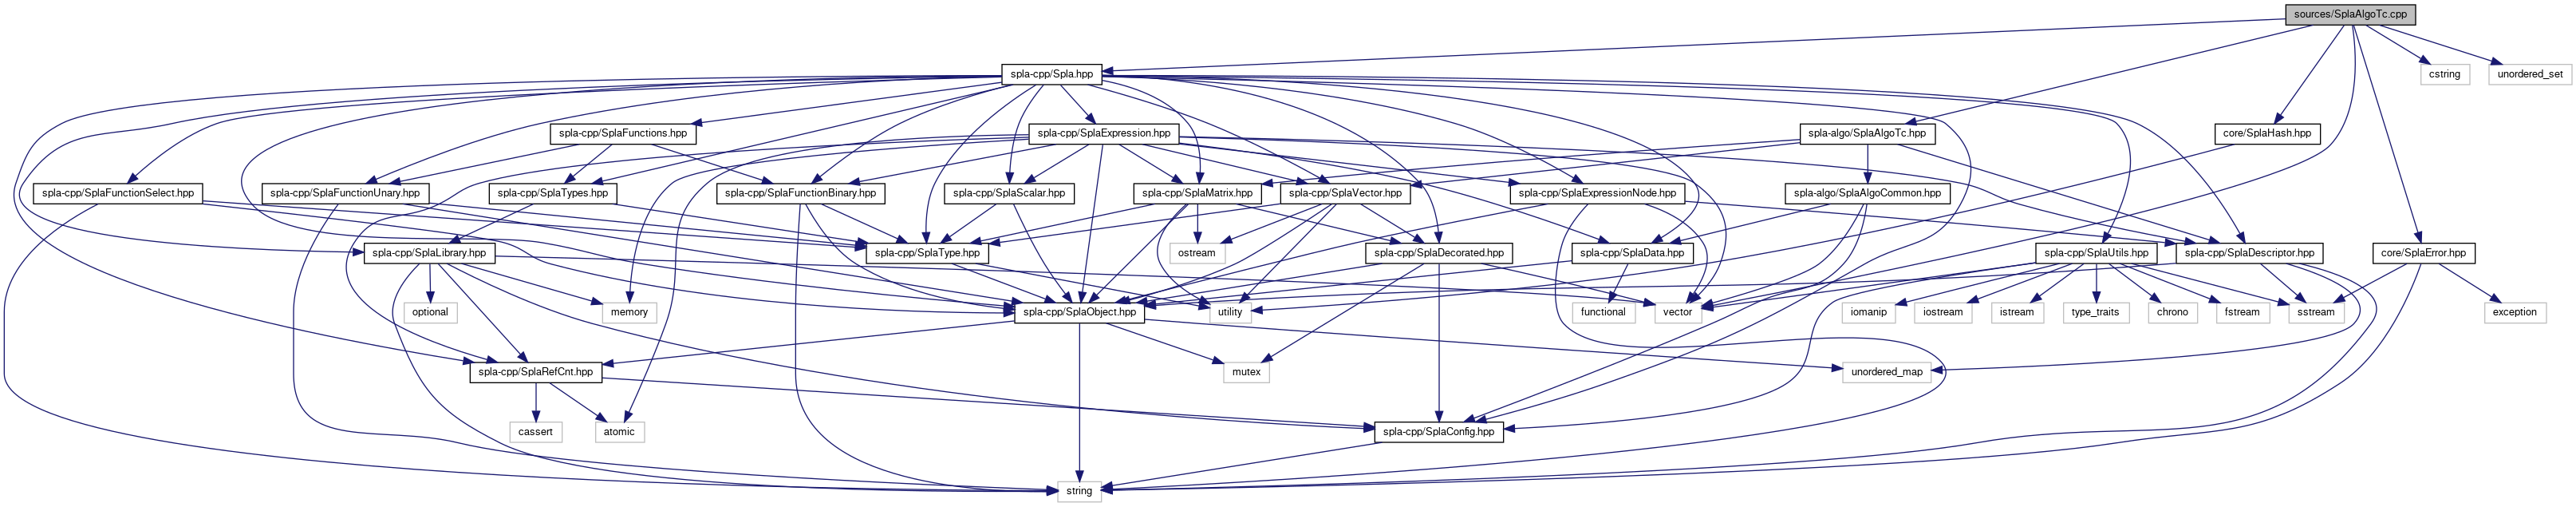 sources/SplaAlgoTc.cpp
spla-cpp/Spla.hpp
cstring
unordered_set
spla-cpp/SplaFunctions.hpp
spla-cpp/SplaExpression.hpp
spla-algo/SplaAlgoTc.hpp
core/SplaHash.hpp
spla-cpp/SplaFunctionSelect.hpp
spla-cpp/SplaFunctionUnary.hpp
spla-cpp/SplaTypes.hpp
spla-cpp/SplaFunctionBinary.hpp
spla-cpp/SplaScalar.hpp
spla-cpp/SplaMatrix.hpp
spla-cpp/SplaVector.hpp
spla-cpp/SplaExpressionNode.hpp
spla-algo/SplaAlgoCommon.hpp
spla-cpp/SplaLibrary.hpp
spla-cpp/SplaType.hpp
ostream
spla-cpp/SplaDecorated.hpp
spla-cpp/SplaData.hpp
spla-cpp/SplaUtils.hpp
spla-cpp/SplaDescriptor.hpp
core/SplaError.hpp
optional
memory
spla-cpp/SplaObject.hpp
utility
functional
vector
iomanip
iostream
istream
type_traits
chrono
fstream
sstream
exception
spla-cpp/SplaRefCnt.hpp
mutex
unordered_map
cassert
atomic
spla-cpp/SplaConfig.hpp
string